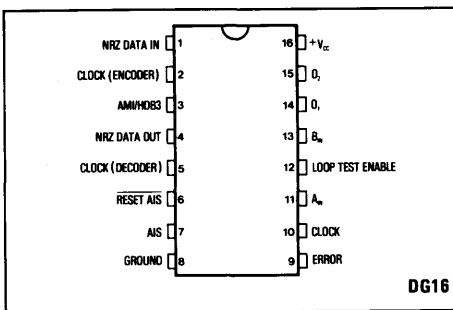 NRZ DATA IN 1 16 +Vcc
CLOCK (ENCODER) 2 15 O2
AMI/HDB3 3 14 O1
NRZ DATA OUT 4 13 BIN
CLOCK (DECODER) 5 12 LOOP TEST ENABLE
RESET AIS 6 11 AIN
AIS 7 10 CLOCK
GROUND 8 9 ERROR
DG16